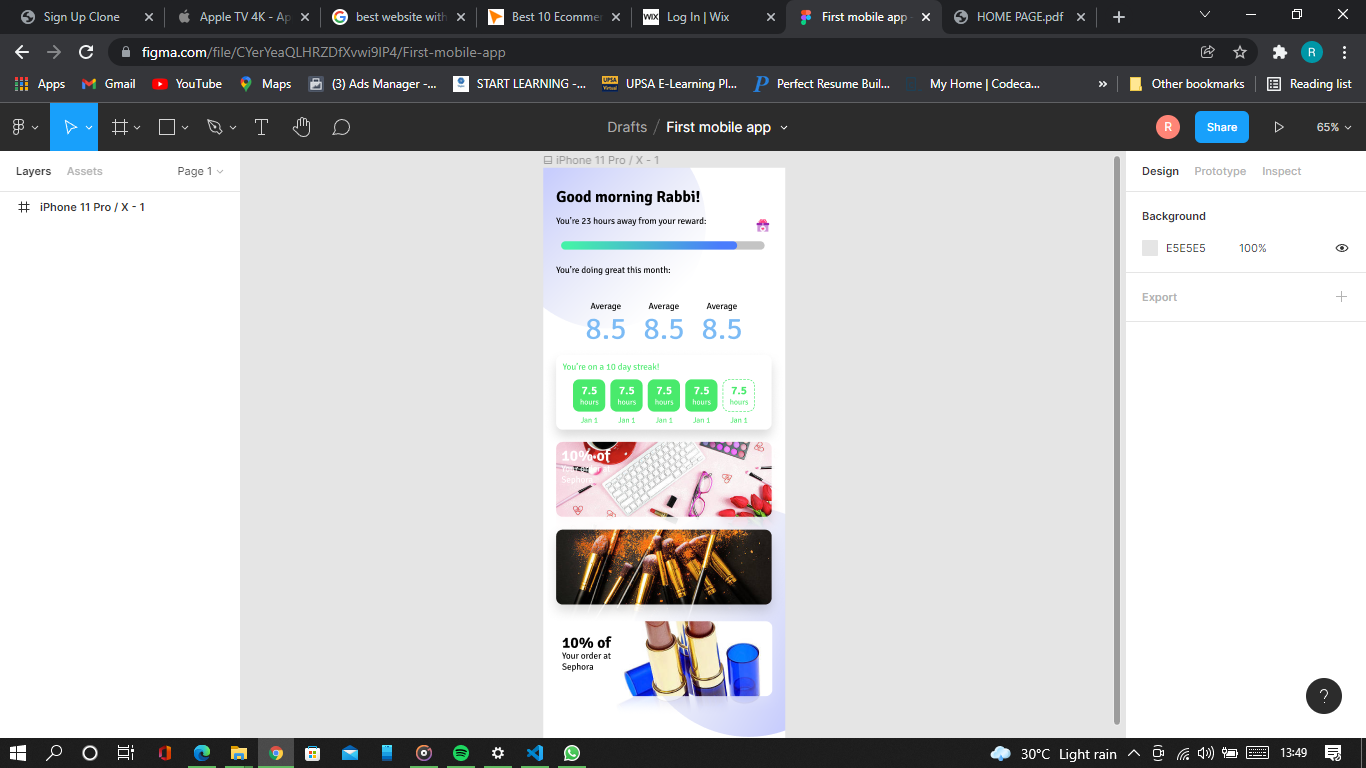 Sign Up Clone
Apple TV 4K - Ap
best website with
Best 10 Ecomme
WIX Log In | Wix
First mobile app
HOME PAGE.pdf
figma.com/file/CYerYeaQLHRZDfXvwi9IP4/First-mobile-app
R
Apps
Gmail
YouTube
Maps
(3) Ads Manager -...
START LEARNING -...
UPSA E-Learning Pl...
Perfect Resume Buil...
My Home | Codeca...
»
Other bookmarks
Reading list
Drafts / First mobile app
R
Share
65%
Layers
Assets
Page 1
iPhone 11 Pro / X - 1
iPhone 11 Pro / X - 1
Good morning Rabbi!
You're 23 hours away from your reward:
You're doing great this month:
Average Average Average
8.5 8.5 8.5
You're on a 10 day streak!
7.5 7.5 7.5 7.5 7.5
hours hours hours hours hours
Jan 1 Jan 1 Jan 1 Jan 1 Jan 1
10% of
Your order at
Sephora
10% of
Your order at
Sephora
Design
Prototype
Inspect
Background
E5E5E5 100%
Export
?
30°C Light rain
13:49